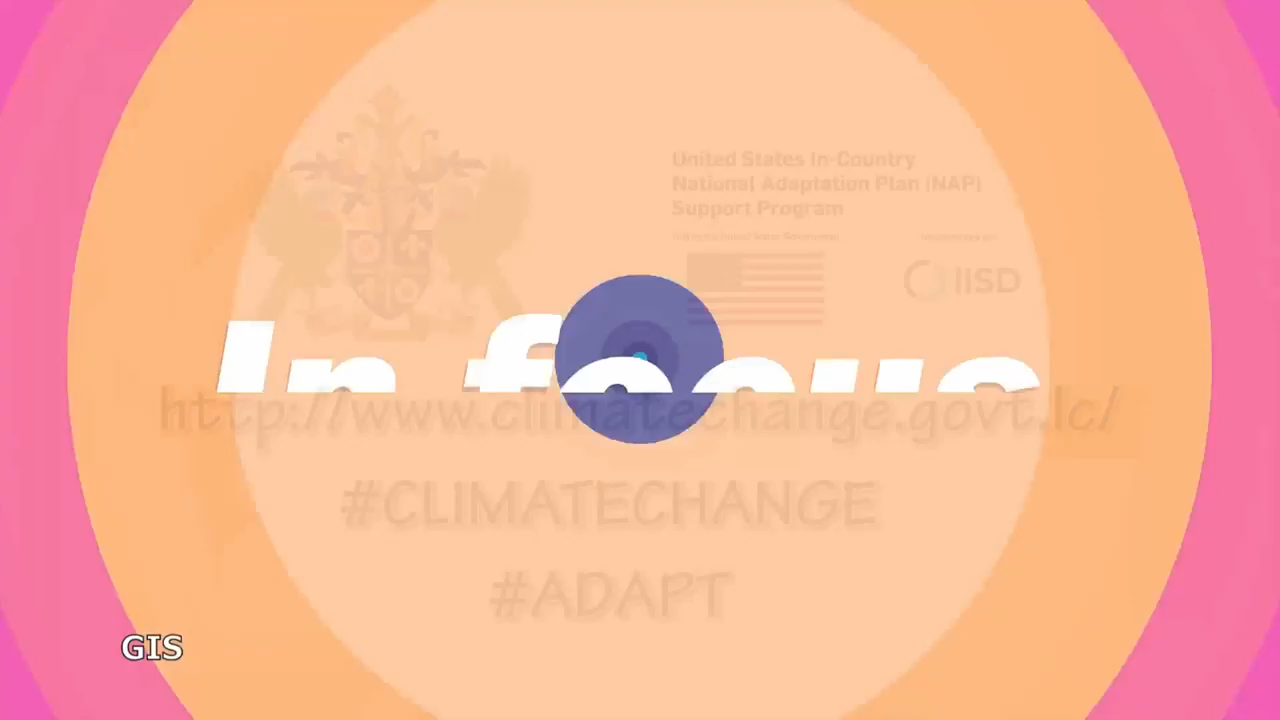 United States In-Country
National Adaptation Plan (NAP)
Support Program
IISD
In focus
http://www.climatechange.govt.lc/
#CLIMATECHANGE
#ADAPT
GIS